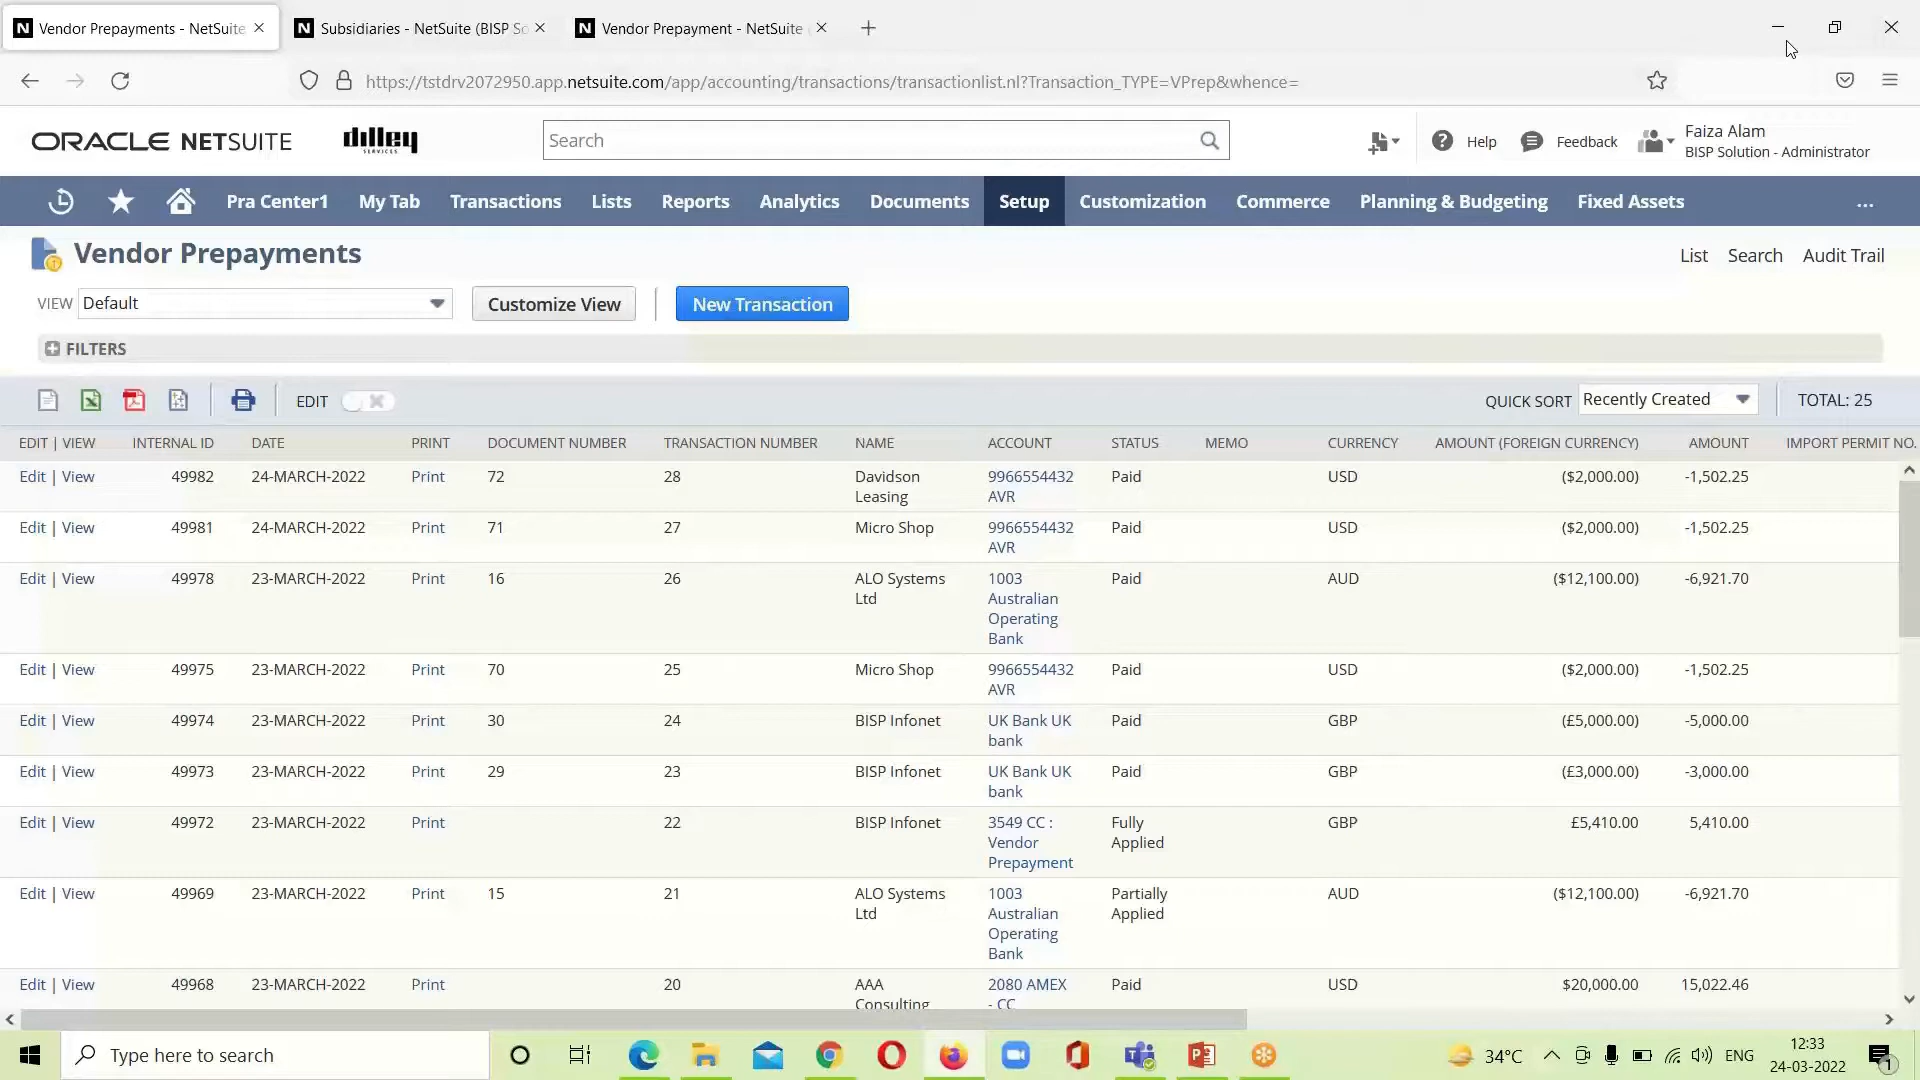 Vendor Prepayments - NetSuite
Subsidiaries - NetSuite (BISP So
Vendor Prepayment - NetSuite
https://tstdrv2072950.app.netsuite.com/app/accounting/transactions/transactionlist.nl?Transaction_TYPE=VPrep&whence=
ORACLE NETSUITE
dilley
SERVICES
Search
Help
Feedback
Faiza Alam
BISP Solution - Administrator
Pra Center1 My Tab Transactions Lists Reports Analytics Documents Setup Customization Commerce Planning & Budgeting Fixed Assets ...
Vendor Prepayments
List Search Audit Trail
VIEW Default Customize View New Transaction
FILTERS
EDIT
QUICK SORT Recently Created TOTAL: 25
EDIT | VIEW INTERNAL ID DATE PRINT DOCUMENT NUMBER TRANSACTION NUMBER NAME ACCOUNT STATUS MEMO CURRENCY AMOUNT (FOREIGN CURRENCY) AMOUNT IMPORT PERMIT NO.
Edit | View 49982 24-MARCH-2022 Print 72 28 Davidson 9966554432 Paid USD ($2,000.00) -1,502.25
Leasing AVR
Edit | View 49981 24-MARCH-2022 Print 71 27 Micro Shop 9966554432 Paid USD ($2,000.00) -1,502.25
AVR
Edit | View 49978 23-MARCH-2022 Print 16 26 ALO Systems 1003 Paid AUD ($12,100.00) -6,921.70
Ltd Australian
Operating
Bank
Edit | View 49975 23-MARCH-2022 Print 70 25 Micro Shop 9966554432 Paid USD ($2,000.00) -1,502.25
AVR
Edit | View 49974 23-MARCH-2022 Print 30 24 BISP Infonet UK Bank UK Paid GBP (£5,000.00) -5,000.00
bank
Edit | View 49973 23-MARCH-2022 Print 29 23 BISP Infonet UK Bank UK Paid GBP (£3,000.00) -3,000.00
bank
Edit | View 49972 23-MARCH-2022 Print 22 BISP Infonet 3549 CC : Fully GBP £5,410.00 5,410.00
Vendor Applied
Prepayment
Edit | View 49969 23-MARCH-2022 Print 15 21 ALO Systems 1003 Partially AUD ($12,100.00) -6,921.70
Ltd Australian Applied
Operating
Bank
Edit | View 49968 23-MARCH-2022 Print 20 AAA 2080 AMEX Paid USD $20,000.00 15,022.46
Consulting - CC
Type here to search
34°C
ENG
12:33
24-03-2022
1